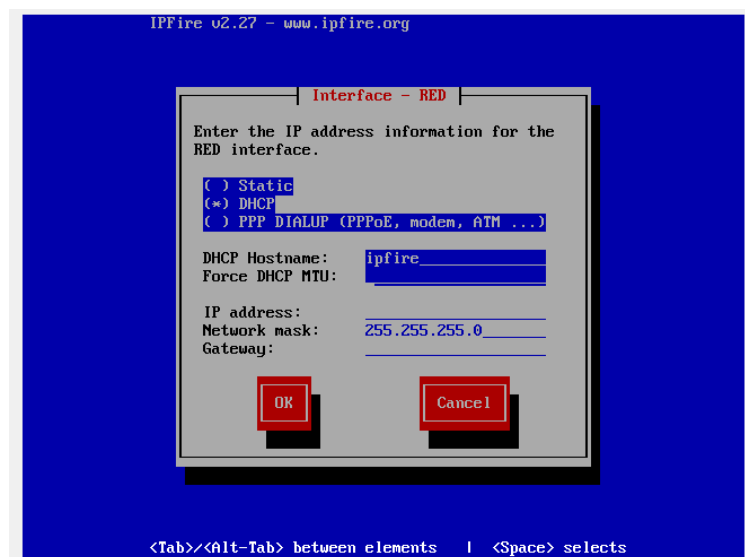 IPFire v2.27 - www.ipfire.org
Interface - RED
Enter the IP address information for the
RED interface.
( ) Static
(*) DHCP
( ) PPP DIALUP (PPPoE, modem, ATM ...)
DHCP Hostname: ipfire
Force DHCP MTU:
IP address:
Network mask: 255.255.255.0
Gateway:
OK Cancel
<Tab>/<Alt-Tab> between elements | <Space> selects